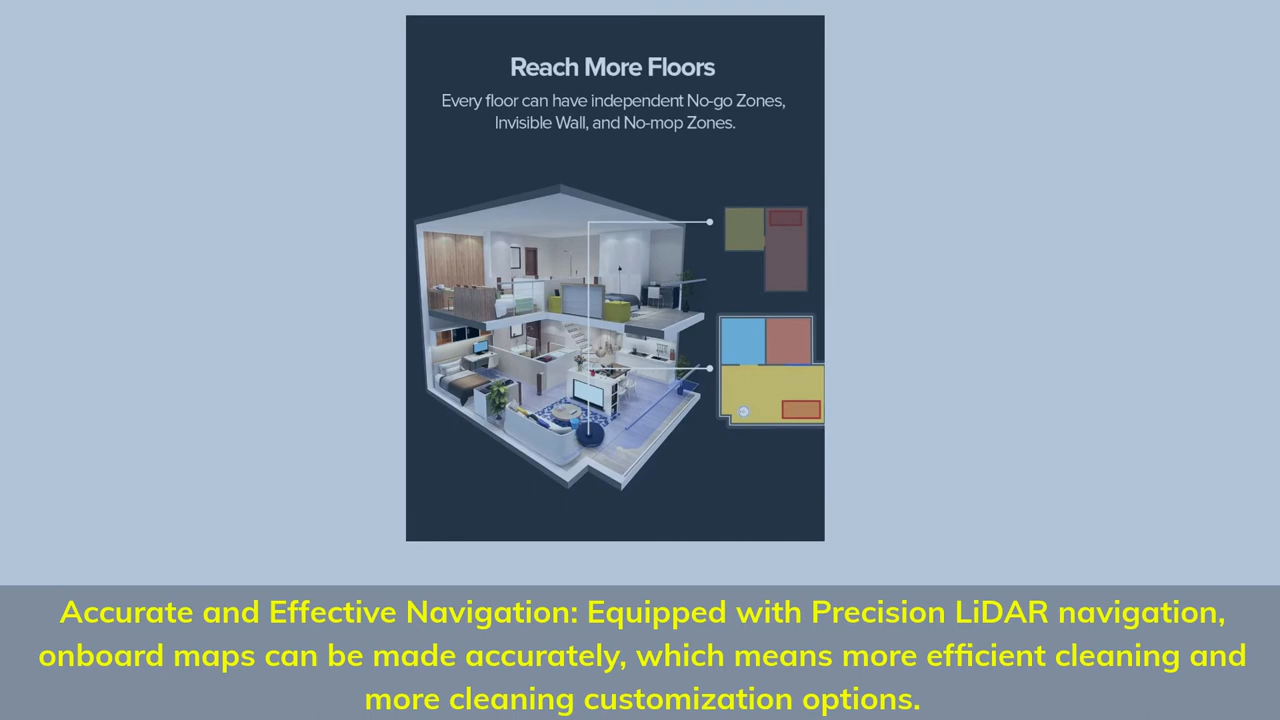 Reach More Floors
Every floor can have independent No-go Zones,
Invisible Wall, and No-mop Zones.
Accurate and Effective Navigation: Equipped with Precision LiDAR navigation,
onboard maps can be made accurately, which means more efficient cleaning and
more cleaning customization options.